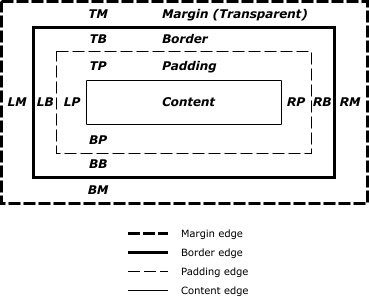 TM Margin (Transparent)
TB Border
TP Padding
LM LB LP Content RP RB RM
BP
BB
BM
Margin edge
Border edge
Padding edge
Content edge